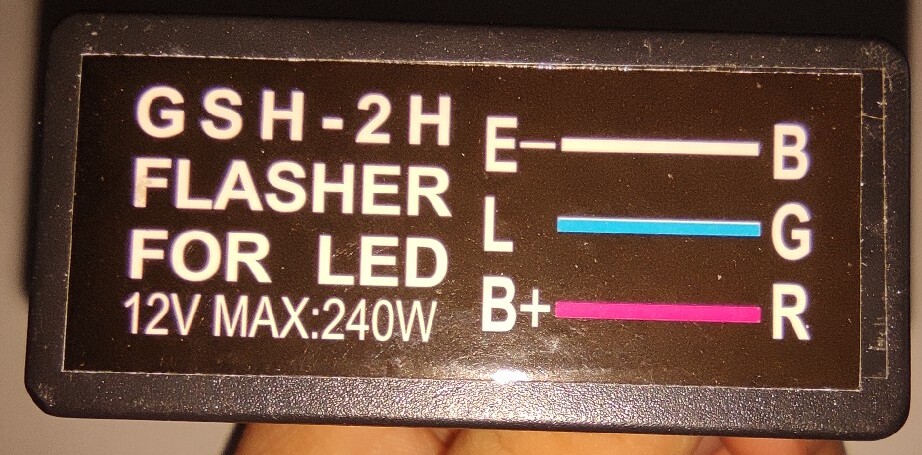 GSH-2H
FLASHER
FOR LED
12V MAX:240W
E- B
L G
B+ R